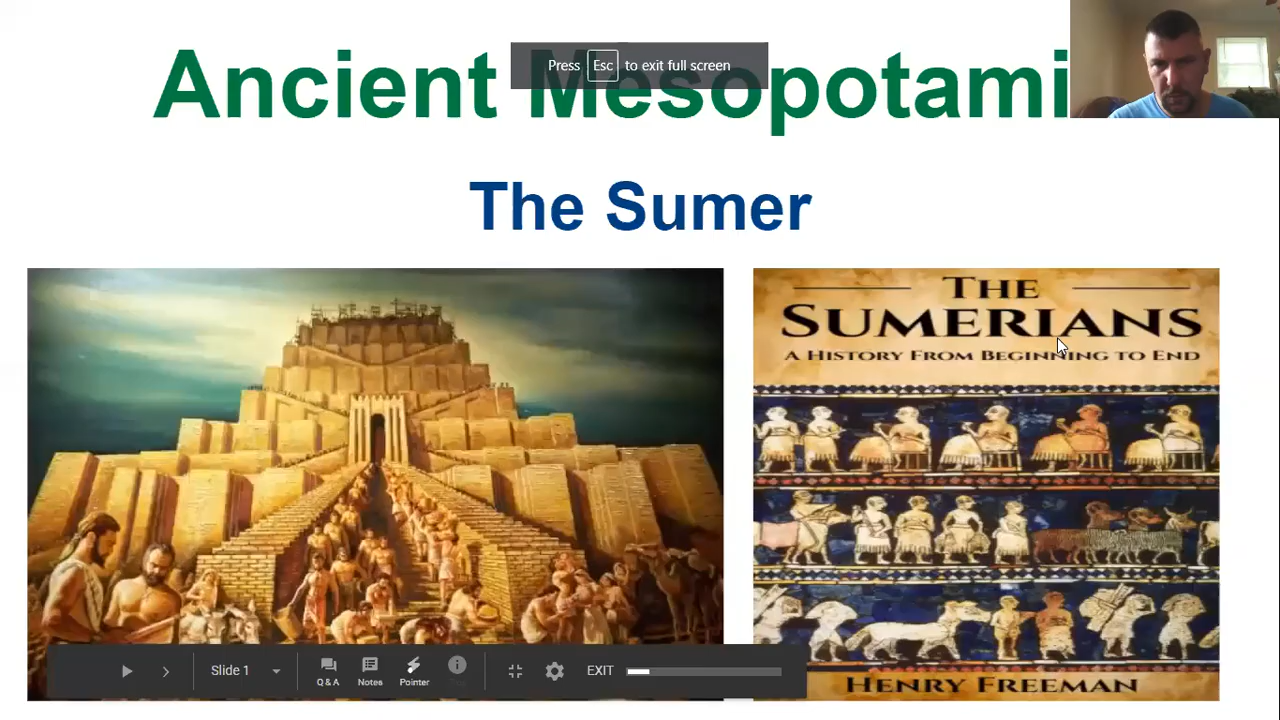 Ancient Mesopotami
Press Esc to exit full screen
The Sumer
THE
SUMERIANS
A HISTORY FROM BEGINNING TO END
HENRY FREEMAN
Slide 1
Q & A
Notes
Pointer
EXIT